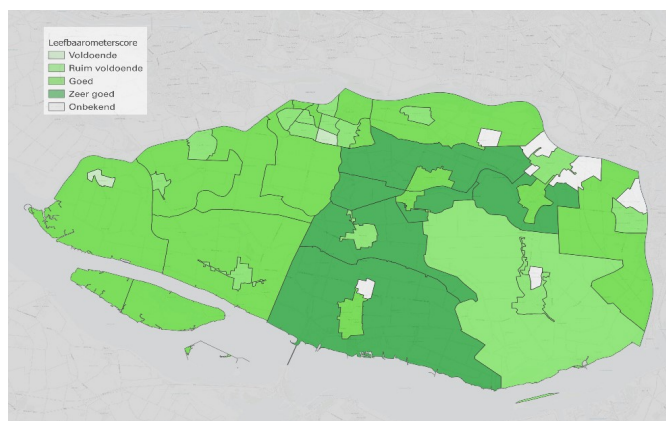 Leefbaarometerscore
Voldoende
Ruim voldoende
Goed
Zeer goed
Onbekend